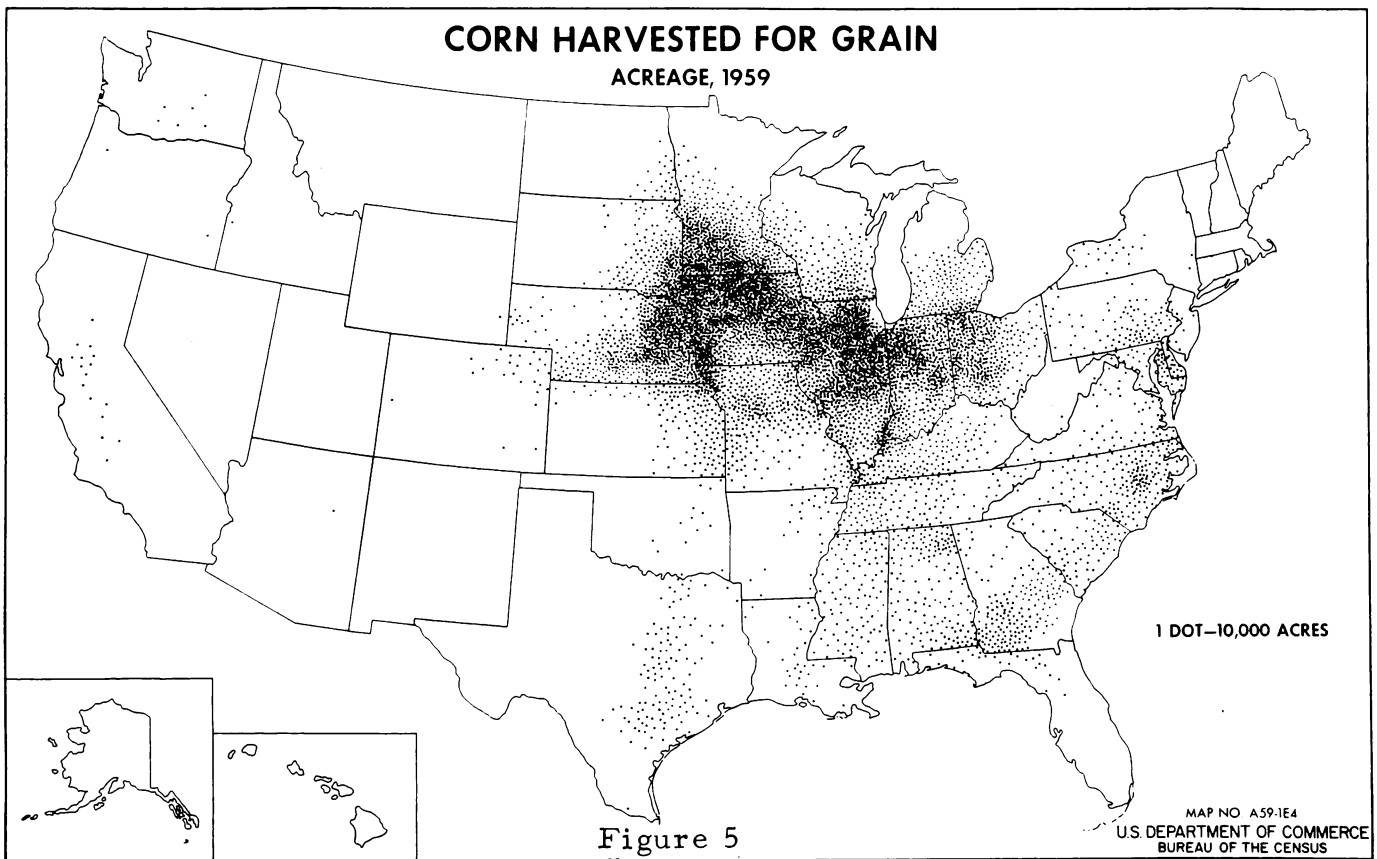 CORN HARVESTED FOR GRAIN
ACREAGE, 1959
1 DOT—10,000 ACRES
MAP NO. A59-1E4
U.S. DEPARTMENT OF COMMERCE
BUREAU OF THE CENSUS
Figure 5